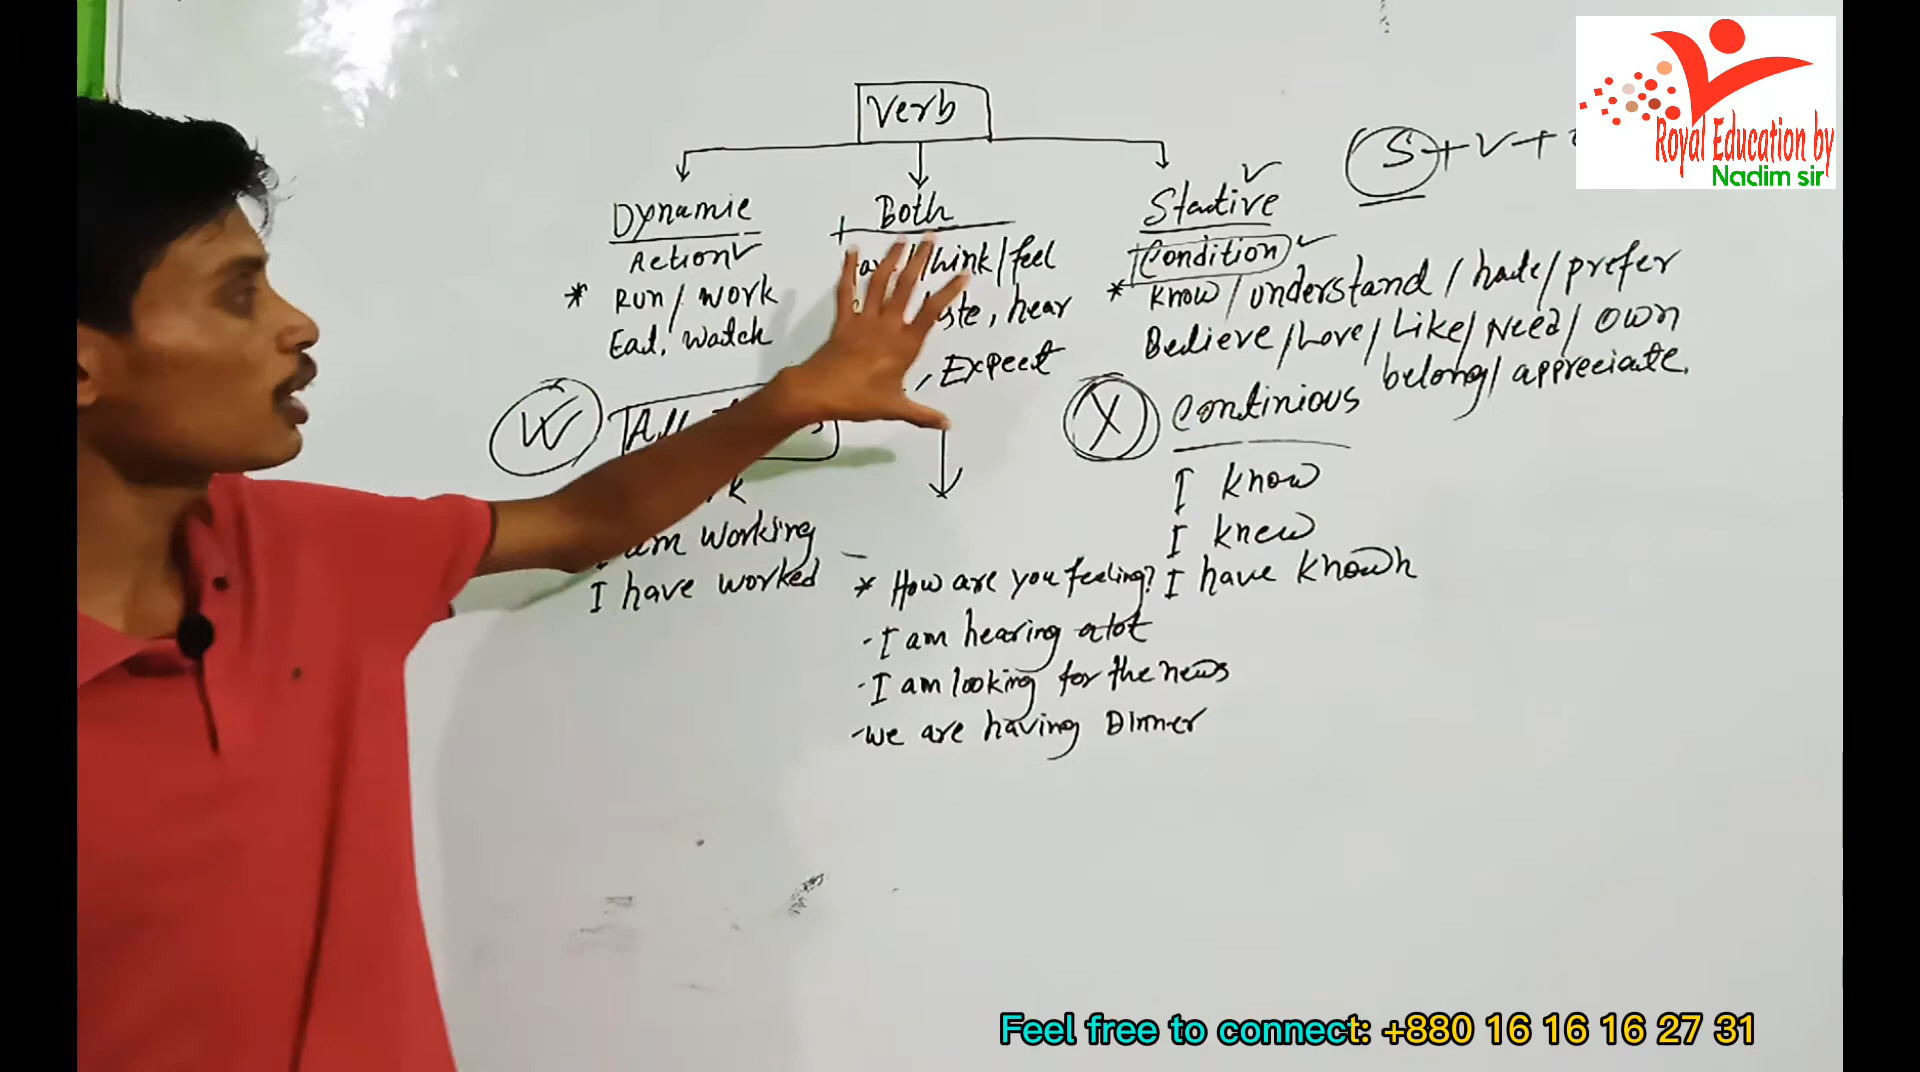 Verb
S + V +
Royal Education by
Nadim sir
Dynamic
Action
* Run / work
Eat, watch
Both
think / feel
hear
, Expect
Stative
Condition
* know / understand / hate / prefer
Believe / Love / Like / Need / own
belong / appreciate.
Continious
X
W
All
am working
I have worked
* How are you feeling?
- I am hearing alot
- I am looking for the news
- we are having Dinner
I know
I knew
I have known
Feel free to connect: +880 16 16 16 27 31